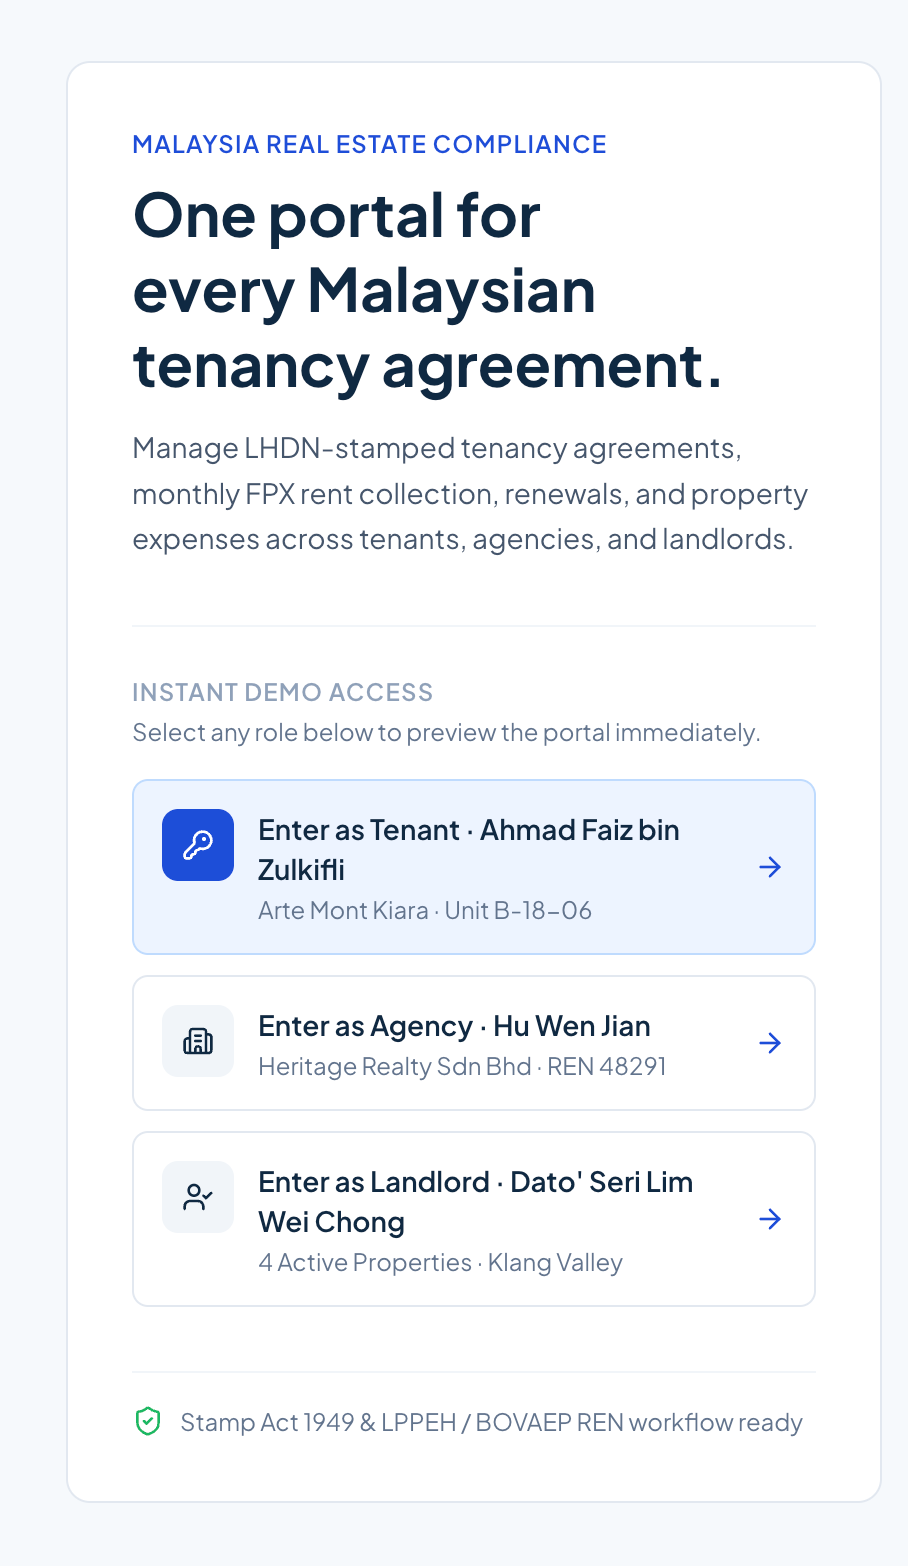 MALAYSIA REAL ESTATE COMPLIANCE
One portal for
every Malaysian
tenancy agreement.
Manage LHDN-stamped tenancy agreements,
monthly FPX rent collection, renewals, and property
expenses across tenants, agencies, and landlords.
INSTANT DEMO ACCESS
Select any role below to preview the portal immediately.
Enter as Tenant · Ahmad Faiz bin
Zulkifli
Arte Mont Kiara · Unit B-18-06
Enter as Agency · Hu Wen Jian
Heritage Realty Sdn Bhd · REN 48291
Enter as Landlord · Dato' Seri Lim
Wei Chong
4 Active Properties · Klang Valley
Stamp Act 1949 & LPPEH / BOVAEP REN workflow ready